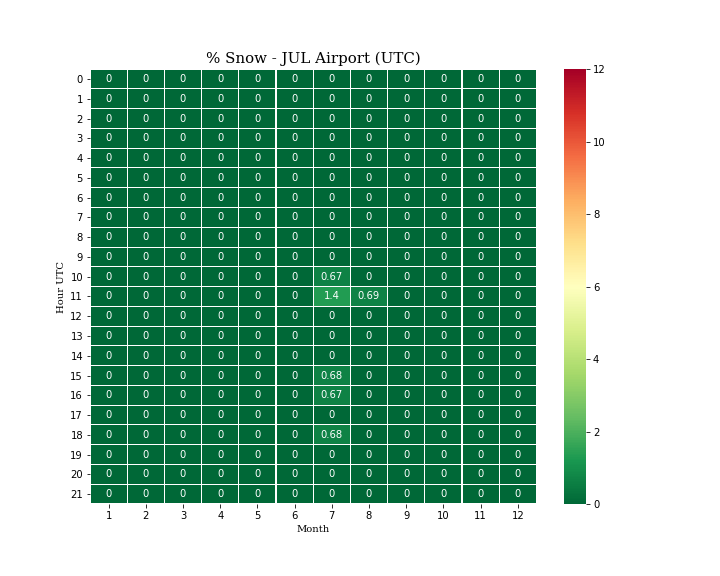 % Snow - JUL Airport (UTC)
0 0 0 0 0 0 0 0 0 0 0 0 0
1 0 0 0 0 0 0 0 0 0 0 0 0
2 0 0 0 0 0 0 0 0 0 0 0 0
3 0 0 0 0 0 0 0 0 0 0 0 0
4 0 0 0 0 0 0 0 0 0 0 0 0
5 0 0 0 0 0 0 0 0 0 0 0 0
6 0 0 0 0 0 0 0 0 0 0 0 0
7 0 0 0 0 0 0 0 0 0 0 0 0
8 0 0 0 0 0 0 0 0 0 0 0 0
9 0 0 0 0 0 0 0 0 0 0 0 0
10 0 0 0 0 0 0 0.67 0 0 0 0 0
11 0 0 0 0 0 0 1.4 0.69 0 0 0 0
12 0 0 0 0 0 0 0 0 0 0 0 0
13 0 0 0 0 0 0 0 0 0 0 0 0
14 0 0 0 0 0 0 0 0 0 0 0 0
15 0 0 0 0 0 0 0.68 0 0 0 0 0
16 0 0 0 0 0 0 0.67 0 0 0 0 0
17 0 0 0 0 0 0 0 0 0 0 0 0
18 0 0 0 0 0 0 0.68 0 0 0 0 0
19 0 0 0 0 0 0 0 0 0 0 0 0
20 0 0 0 0 0 0 0 0 0 0 0 0
21 0 0 0 0 0 0 0 0 0 0 0 0
1 2 3 4 5 6 7 8 9 10 11 12
Month
Hour UTC
12
10
8
6
4
2
0